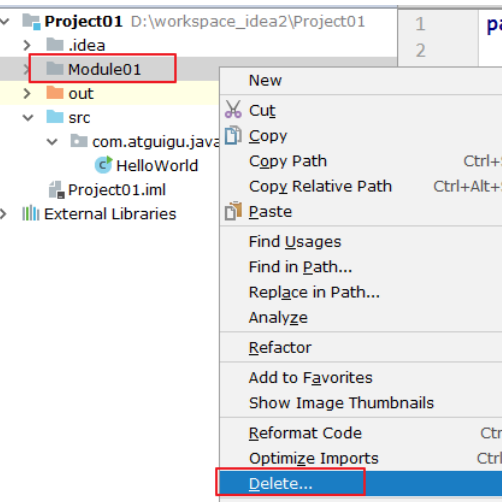 Project01 D:\workspace_idea2\Project01
.idea
Module01
out
src
com.atguigu.java
HelloWorld
Project01.iml
External Libraries
1
2
New
Cut
Copy
Copy Path Ctrl+
Copy Relative Path Ctrl+Alt+
Paste
Find Usages
Find in Path...
Replace in Path...
Analyze
Refactor
Add to Favorites
Show Image Thumbnails
Reformat Code Ctr
Optimize Imports Ctrl
Delete...